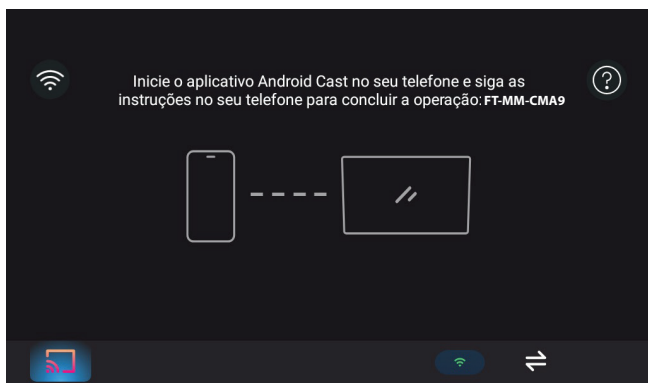 Inicie o aplicativo Android Cast no seu telefone e siga as
instruções no seu telefone para concluir a operação: FT-MM-CMA9
?